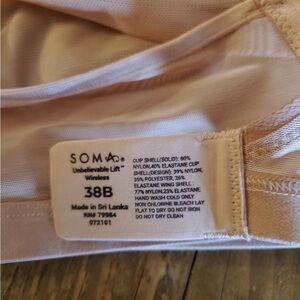 SOMA®
Unbelievable Lift™
Wireless
38B
Made in Sri Lanka
RN# 79984
072101
CUP SHELL(SOLID): 60%
NYLON,40% ELASTANE CUP
SHELL(DESIGN): 39% NYLON,
35% POLYESTER, 26%
ELASTANE WING SHELL
77% NYLON,23% ELASTANE
HAND WASH COLD ONLY
NON CHLORINE BLEACH LAY
FLAT TO DRY DO NOT IRON
DO NOT DRY CLEAN